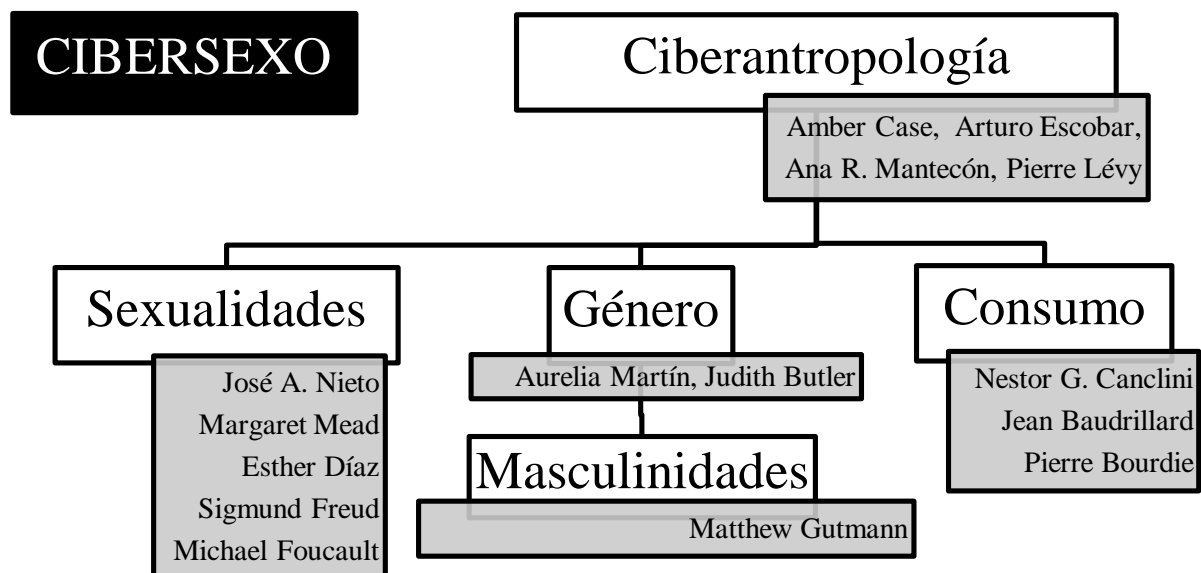 CIBERSEXO
Ciberantropología
Amber Case, Arturo Escobar,
Ana R. Mantecón, Pierre Lévy
Sexualidades
José A. Nieto
Margaret Mead
Esther Díaz
Sigmund Freud
Michael Foucault
Género
Aurelia Martín, Judith Butler
Masculinidades
Matthew Gutmann
Consumo
Nestor G. Canclini
Jean Baudrillard
Pierre Bourdie